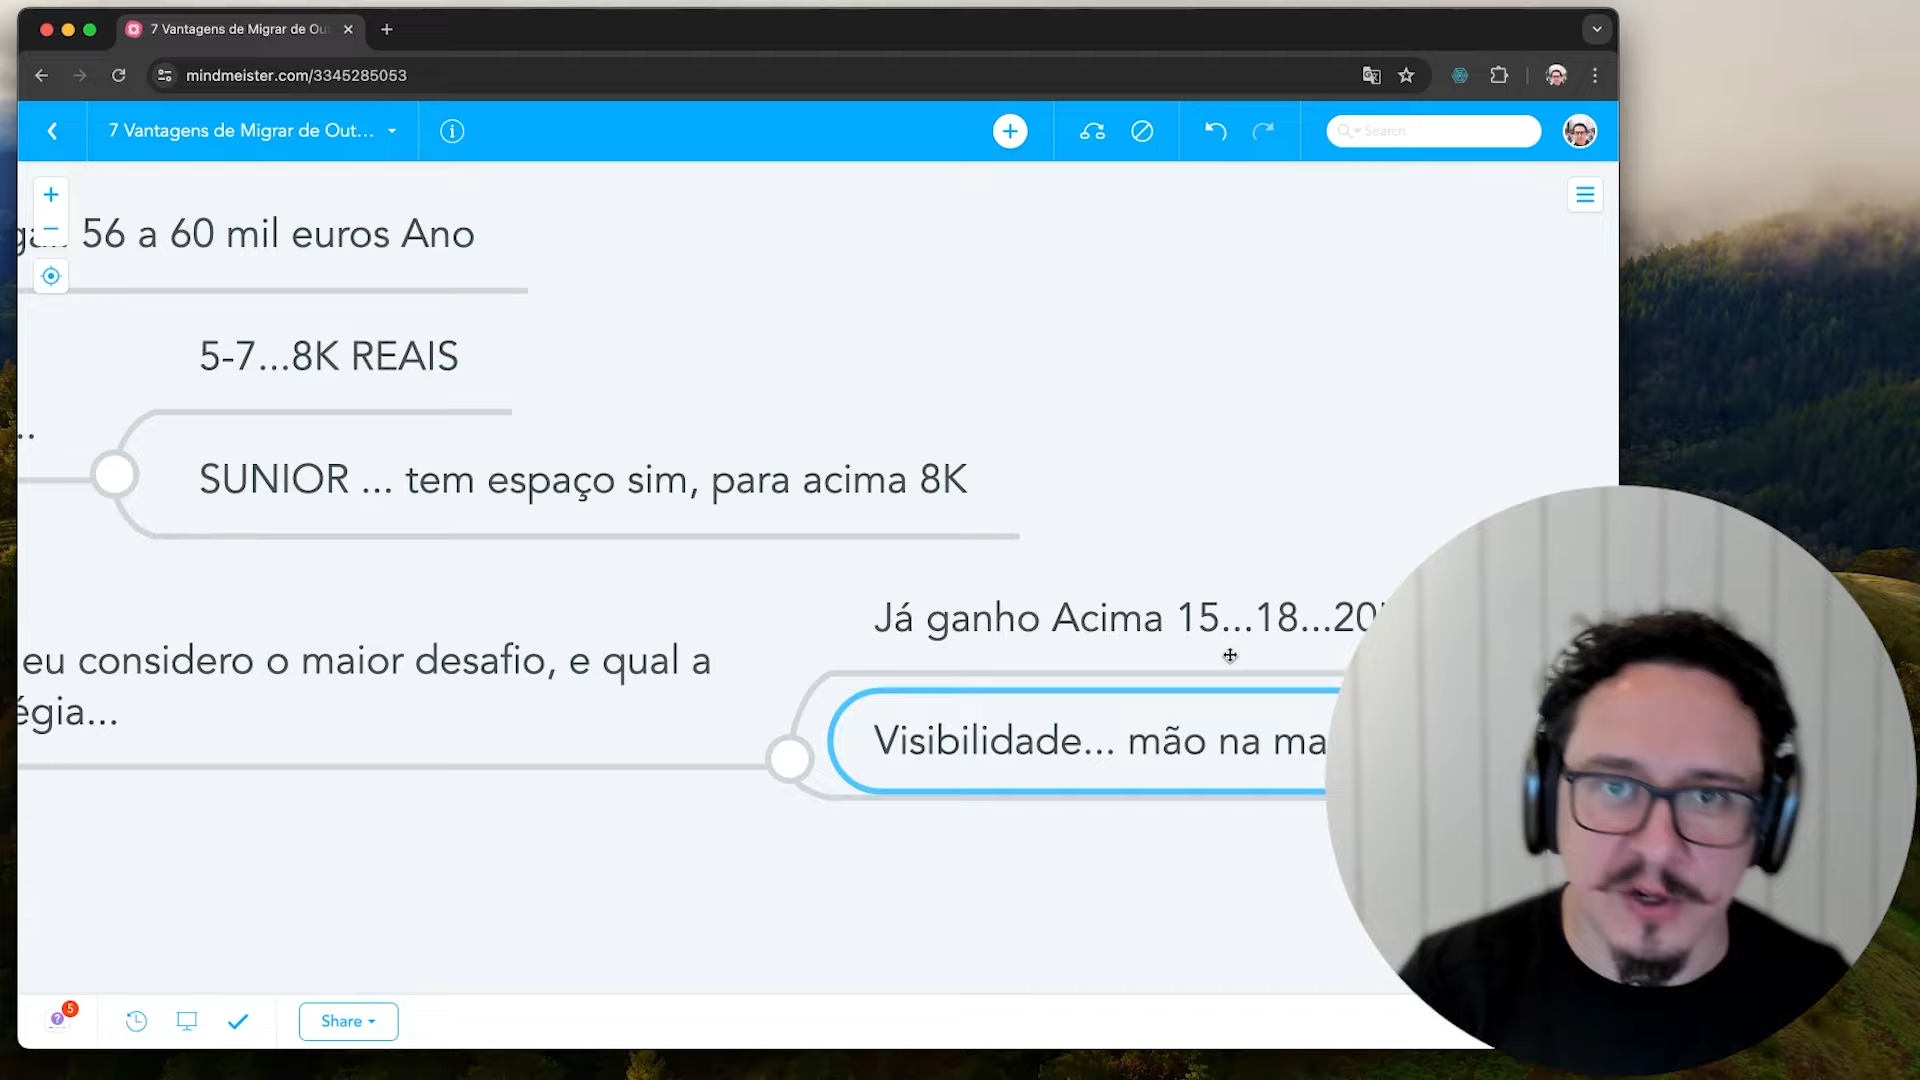 7 Vantagens de Migrar de Ou
mindmeister.com/3345285053
7 Vantagens de Migrar de Out...
Search
56 a 60 mil euros Ano
5-7...8K REAIS
..
SUNIOR ... tem espaço sim, para acima 8K
Já ganho Acima 15...18...20
eu considero o maior desafio, e qual a
égia...
Visibilidade... mão na ma
5
Share